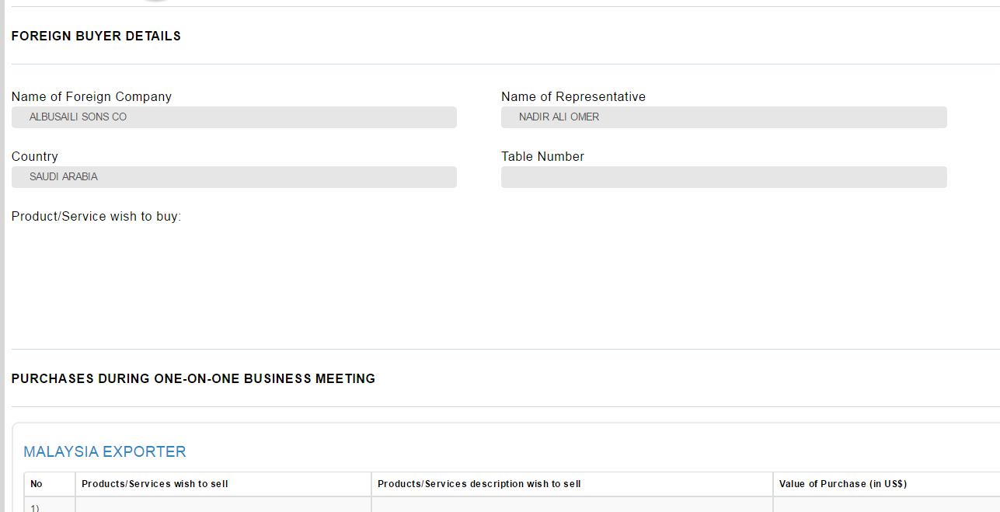 FOREIGN BUYER DETAILS
Name of Foreign Company
Name of Representative
ALBUSAILI SONS CO
NADIR ALI OMER
Country
Table Number
SAUDI ARABIA
Product/Service wish to buy:
PURCHASES DURING ONE-ON-ONE BUSINESS MEETING
MALAYSIA EXPORTER
No
Products/Services wish to sell
Products/Services description wish to sell
Value of Purchase (in US$)
1)